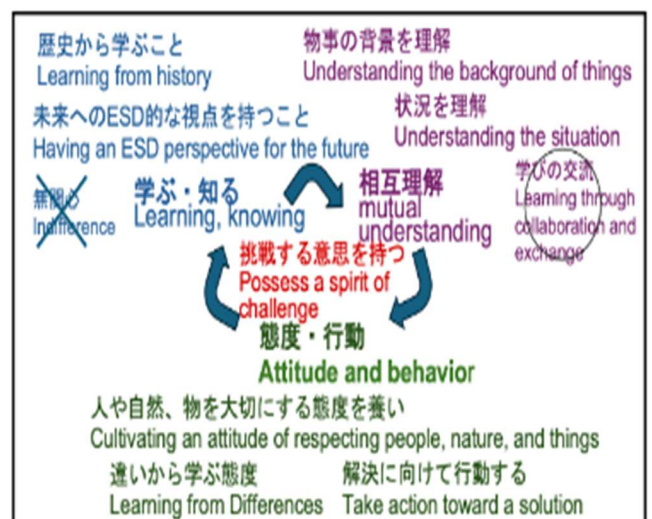 歴史から学ぶこと
Learning from history
物事の背景を理解
Understanding the background of things
未来へのESD的な視点を持つこと
Having an ESD perspective for the future
状況を理解
Understanding the situation
無関心
Indifference
学ぶ・知る
Learning, knowing
相互理解
mutual
understanding
学びの交流
Learning through
collaboration and
exchange
挑戦する意思を持つ
Possess a spirit of
challenge
態度・行動
Attitude and behavior
人や自然、物を大切にする態度を養い
Cultivating an attitude of respecting people, nature, and things
違いから学ぶ態度
Learning from Differences
解決に向けて行動する
Take action toward a solution